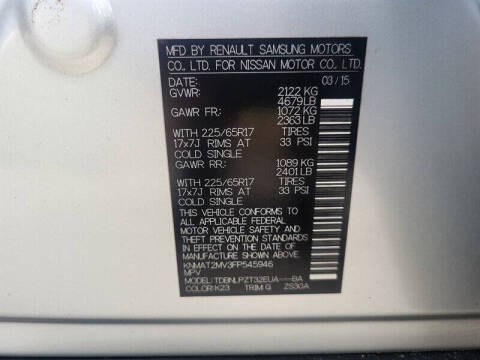 MFD BY RENAULT SAMSUNG MOTORS
CO., LTD. FOR NISSAN MOTOR CO., LTD.
DATE: 03/15
GVWR: 2122 KG
4679 LB
GAWR FR: 1072 KG
2363 LB
WITH 225/65R17 TIRES
17x7J RIMS AT 33 PSI
COLD SINGLE
GAWR RR: 1089 KG
2401 LB
WITH 225/65R17 TIRES
17x7J RIMS AT 33 PSI
COLD SINGLE
THIS VEHICLE CONFORMS TO
ALL APPLICABLE FEDERAL
MOTOR VEHICLE SAFETY AND
THEFT PREVENTION STANDARDS
IN EFFECT ON THE DATE OF
MANUFACTURE SHOWN ABOVE.
KNMAT2MV3FP545946
MPV
MODEL: TDBNLPZT32EUA----BA
COLOR:K23 TRIM:G ZS30A